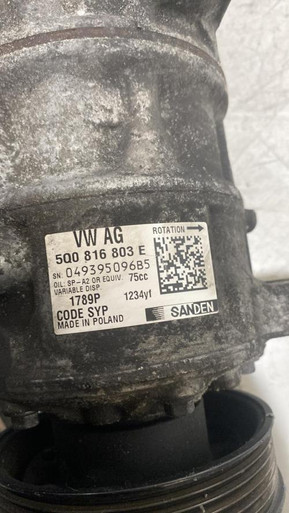 VW AG
ROTATION →
5Q0 816 803 E
SN: 049395096B5
OIL: SP-A2 OR EQUIV. 75cc
VARIABLE DISP.
1789P 1234yf
CODE SYP
MADE IN POLAND
SANDEN